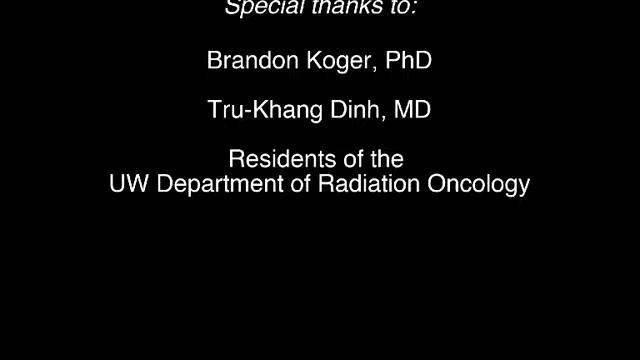 Special thanks to:
Brandon Koger, PhD
Tru-Khang Dinh, MD
Residents of the
UW Department of Radiation Oncology